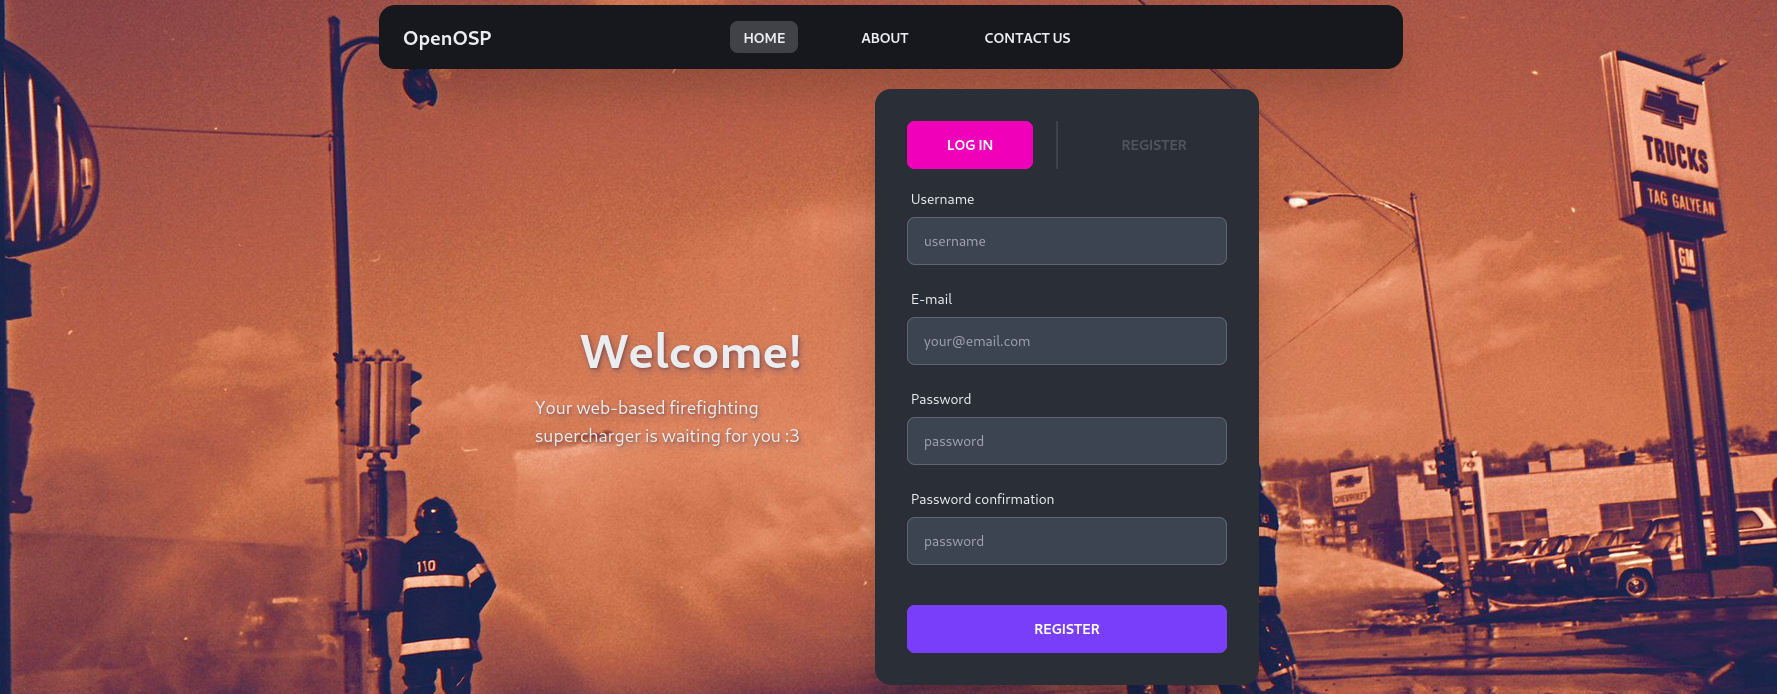 OpenOSP
HOME
ABOUT
CONTACT US
LOG IN
REGISTER
Username
username
E-mail
your@email.com
Password
password
Password confirmation
password
REGISTER
Welcome!
Your web-based firefighting
supercharger is waiting for you :3
110
TRUCKS
TAG GALYEAN
GM
CHEVROLET